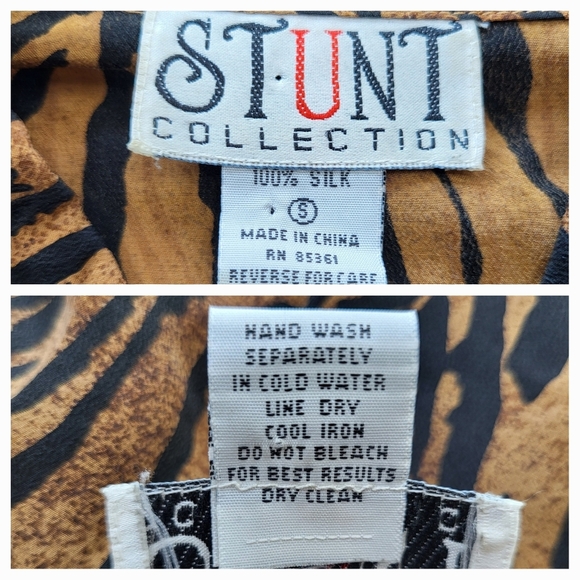 STUNT
COLLECTION
100% SILK
S
MADE IN CHINA
RN 85361
REVERSE FOR CARE
HAND WASH
SEPARATELY
IN COLD WATER
LINE DRY
COOL IRON
DO NOT BLEACH
FOR BEST RESULTS
DRY CLEAN